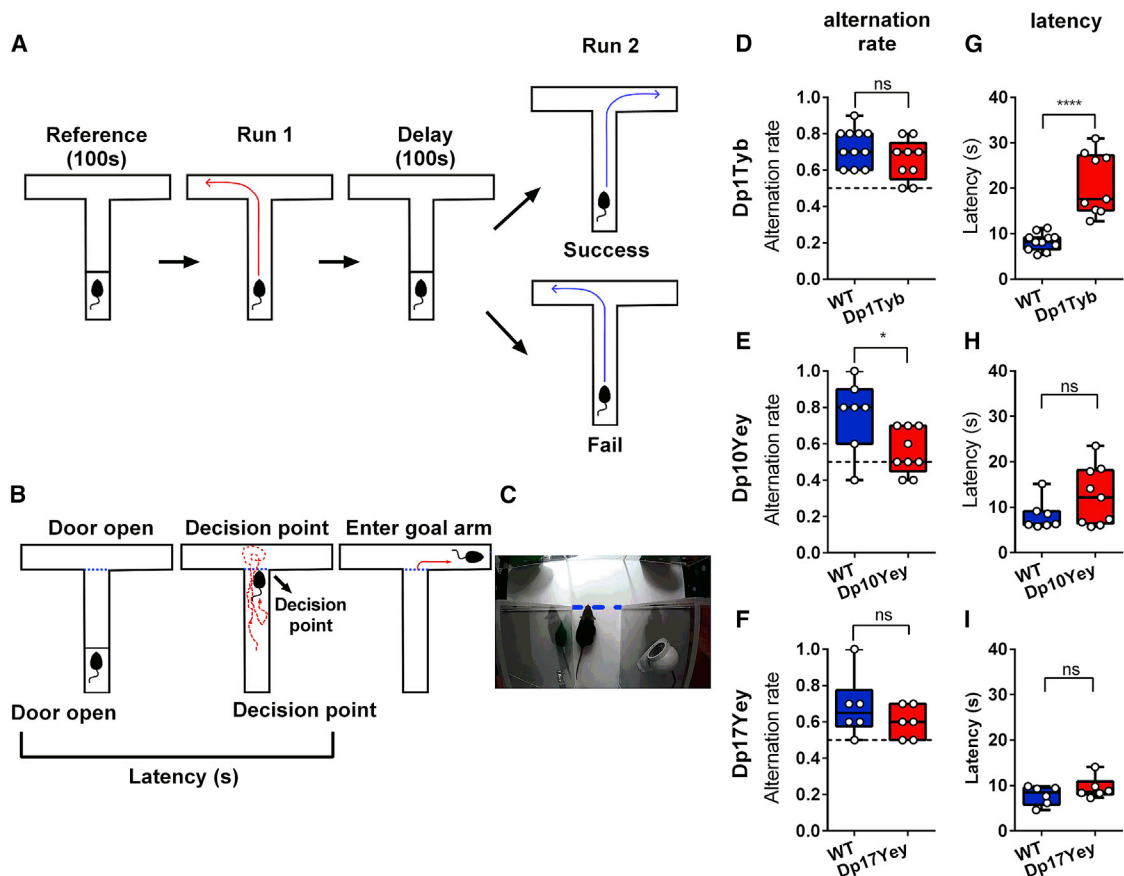 A
Reference
(100s)
Run 1
Delay
(100s)
Run 2
Success
Fail
B
Door open
Decision point
Enter goal arm
Decision
point
Door open
Decision point
Latency (s)
C
alternation
rate
latency
D
Dp1Tyb
Alternation rate
1.0
0.8
0.6
0.4
0.2
0.0
ns
WT
Dp1Tyb
G
Latency (s)
40
30
20
10
0
****
WT
Dp1Tyb
E
Dp10Yey
Alternation rate
1.0
0.8
0.6
0.4
0.2
0.0
*
WT
Dp10Yey
H
Latency (s)
40
30
20
10
0
ns
WT
Dp10Yey
F
Dp17Yey
Alternation rate
1.0
0.8
0.6
0.4
0.2
0.0
ns
WT
Dp17Yey
I
Latency (s)
40
30
20
10
0
ns
WT
Dp17Yey